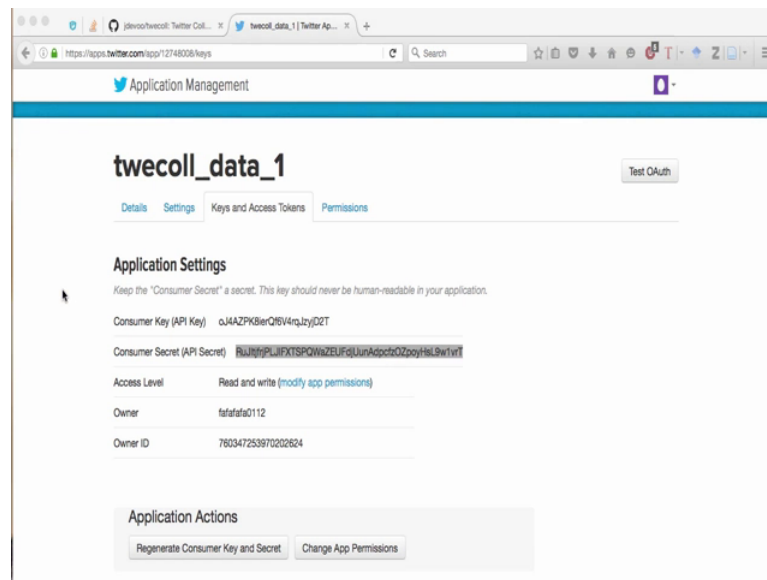 jdevoo/twecoll: Twitter Coll... × twecoll_data_1 | Twitter Ap... × +
https://apps.twitter.com/app/12748008/keys Search
Application Management
twecoll_data_1
Test OAuth
Details Settings Keys and Access Tokens Permissions
Application Settings
Keep the "Consumer Secret" a secret. This key should never be human-readable in your application.
Consumer Key (API Key)
Consumer Secret (API Secret)
Access Level Read and write (modify app permissions)
Owner fafafafa0112
Owner ID 760347253970202624
Application Actions
Regenerate Consumer Key and Secret Change App Permissions